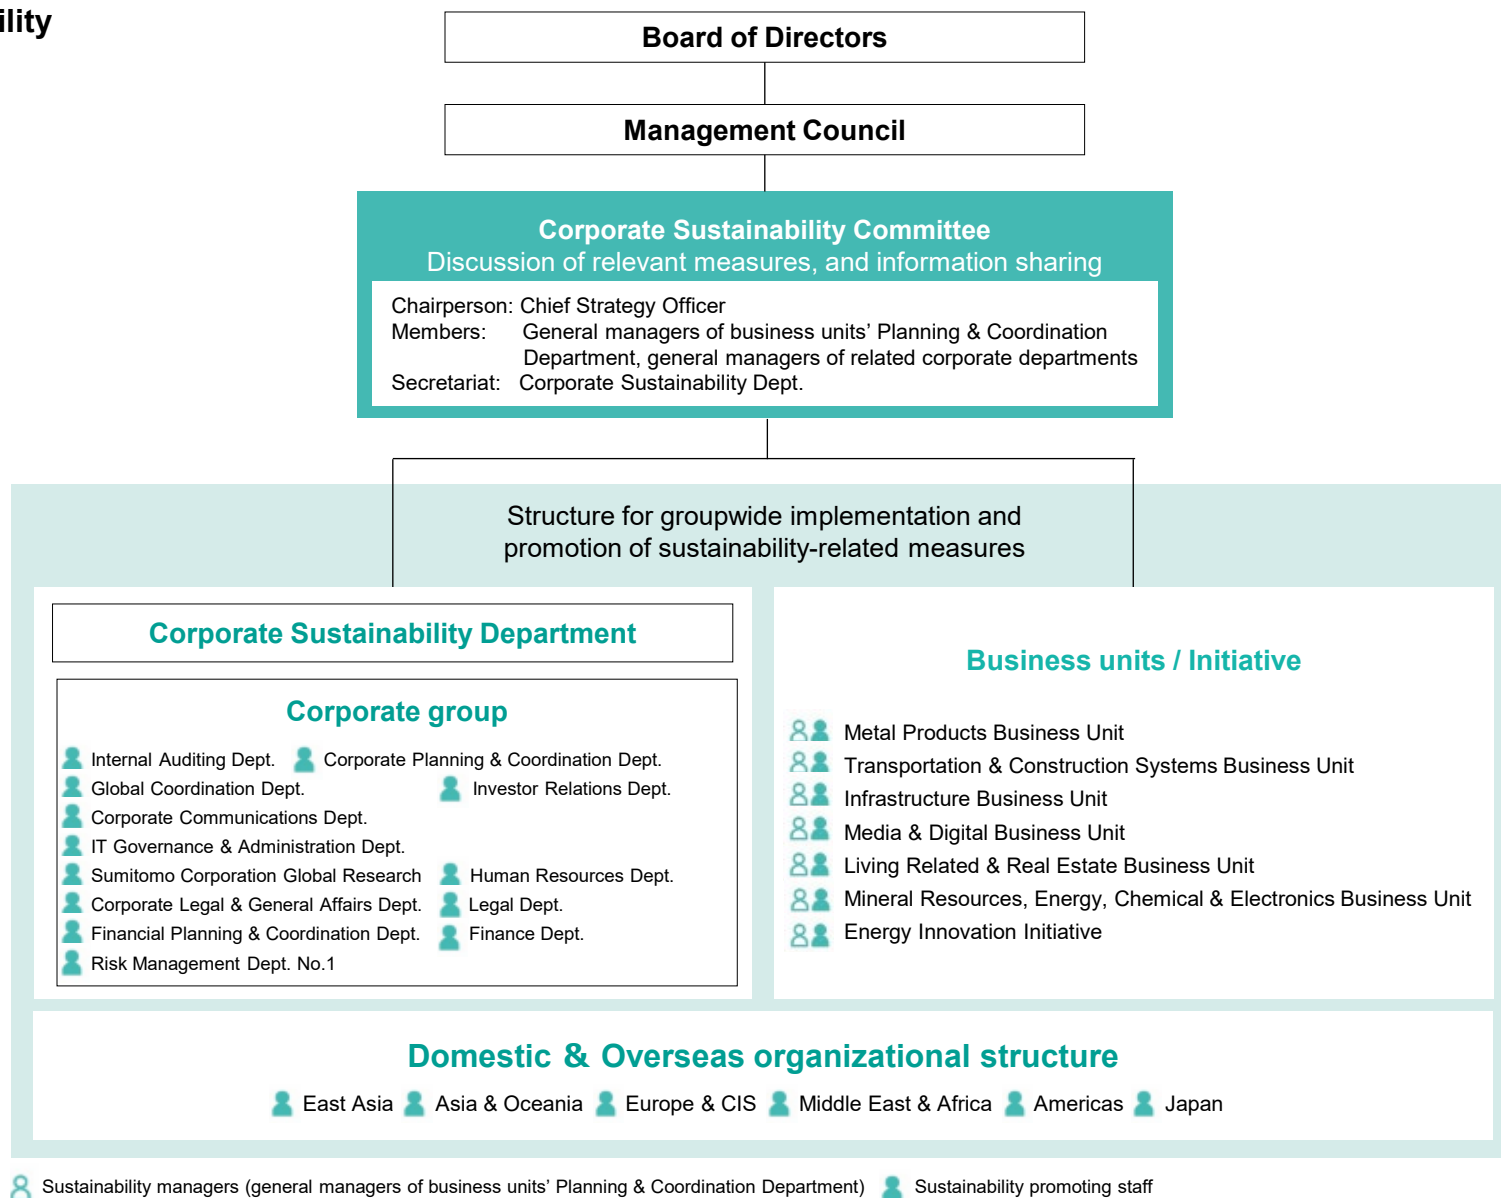 ility
Board of Directors
Management Council
Corporate Sustainability Committee
Discussion of relevant measures, and information sharing
Chairperson: Chief Strategy Officer
Members: General managers of business units’ Planning & Coordination
Department, general managers of related corporate departments
Secretariat: Corporate Sustainability Dept.
Structure for groupwide implementation and
promotion of sustainability-related measures
Corporate Sustainability Department
Corporate group
Internal Auditing Dept. Corporate Planning & Coordination Dept.
Global Coordination Dept. Investor Relations Dept.
Corporate Communications Dept.
IT Governance & Administration Dept.
Sumitomo Corporation Global Research Human Resources Dept.
Corporate Legal & General Affairs Dept. Legal Dept.
Financial Planning & Coordination Dept. Finance Dept.
Risk Management Dept. No.1
Business units / Initiative
Metal Products Business Unit
Transportation & Construction Systems Business Unit
Infrastructure Business Unit
Media & Digital Business Unit
Living Related & Real Estate Business Unit
Mineral Resources, Energy, Chemical & Electronics Business Unit
Energy Innovation Initiative
Domestic & Overseas organizational structure
East Asia Asia & Oceania Europe & CIS Middle East & Africa Americas Japan
Sustainability managers (general managers of business units’ Planning & Coordination Department) Sustainability promoting staff